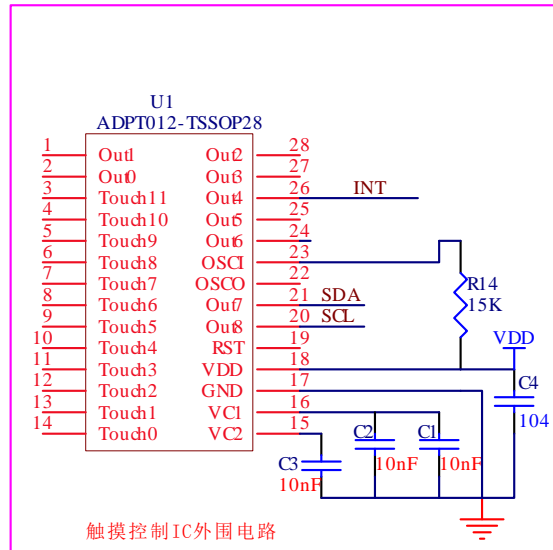 U1
ADPT012-TSSOP28
1 Out1 Out2 28
2 Out0 Out3 27
3 Touch11 Out4 26 INT
4 Touch10 Out5 25
5 Touch9 Out6 24
6 Touch8 OSCI 23
7 Touch7 OSCO 22
8 Touch6 Out7 21 SDA
9 Touch5 Out8 20 SCL
10 Touch4 RST 19
11 Touch3 VDD 18
12 Touch2 GND 17
13 Touch1 VC1 16
14 Touch0 VC2 15
R14
15K
VDD
C4
104
C3
10nF
C2
10nF
C1
10nF
触摸控制IC外围电路